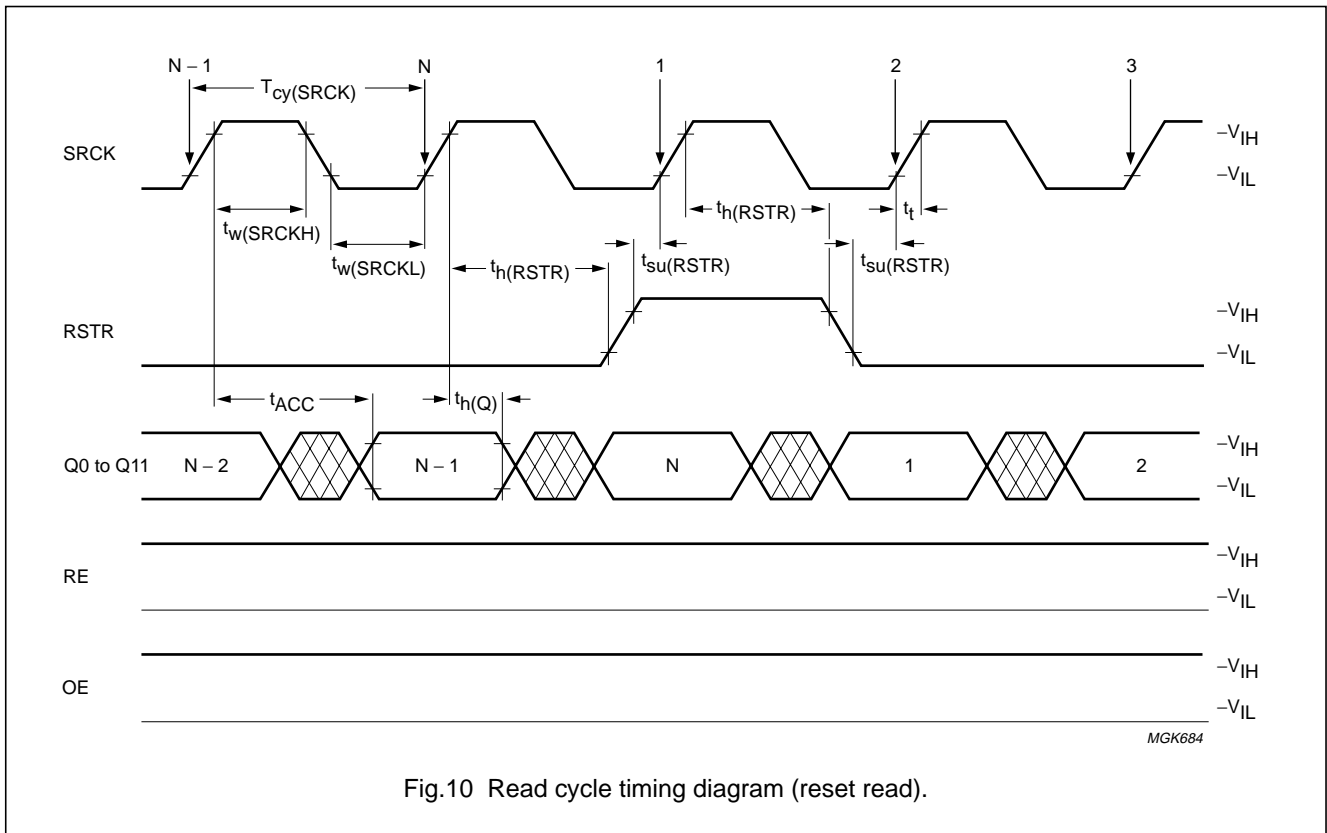 N – 1 N 1 2 3
Tcy(SRCK)
SRCK –VIH
–VIL
tw(SRCKH) th(RSTR) tt
tw(SRCKL) th(RSTR) tsu(RSTR) tsu(RSTR)
RSTR –VIH
–VIL
tACC th(Q)
Q0 to Q11 N – 2 N – 1 N 1 2 –VIH
–VIL
RE –VIH
–VIL
OE –VIH
–VIL
MGK684
Fig.10 Read cycle timing diagram (reset read).